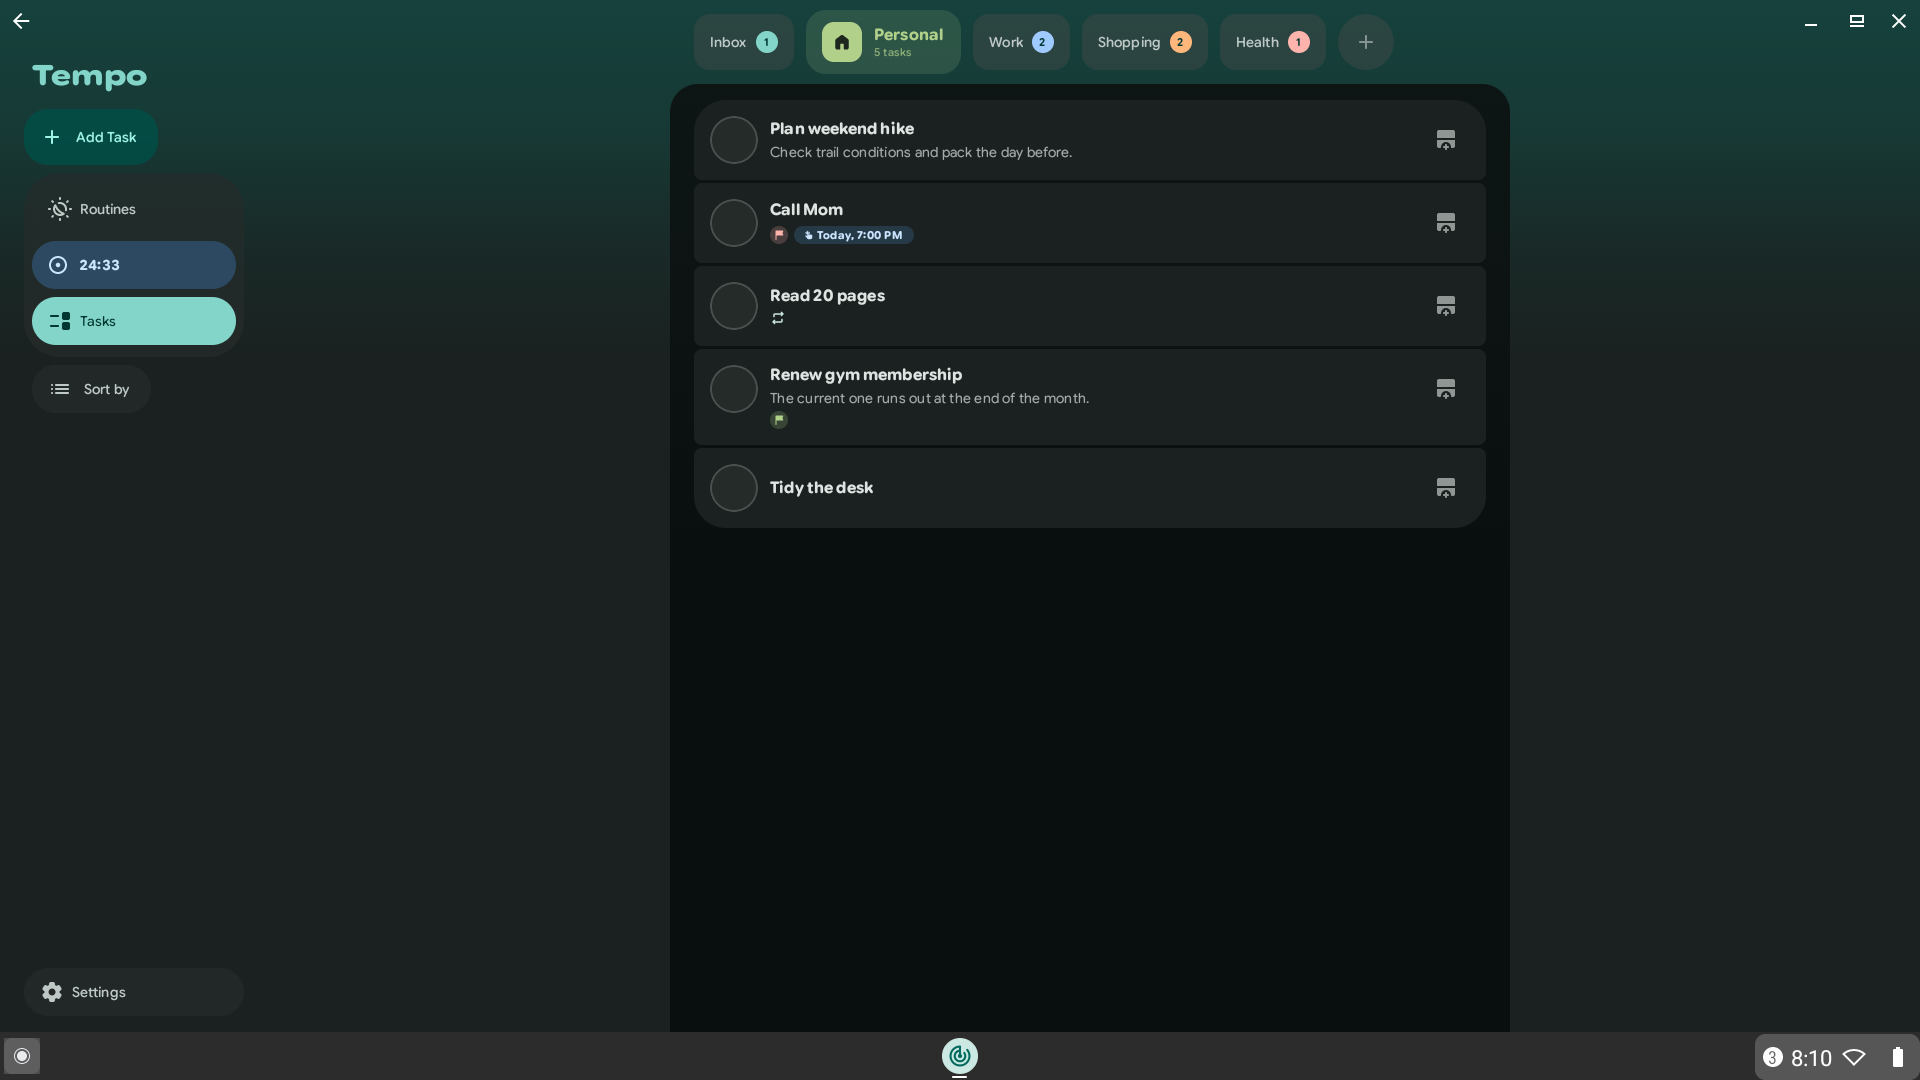 Tempo
Add Task
Routines
24:33
Tasks
Sort by
Settings
Inbox 1
Personal
5 tasks
Work 2
Shopping 2
Health 1
Plan weekend hike
Check trail conditions and pack the day before.
Call Mom
Today, 7:00 PM
Read 20 pages
Renew gym membership
The current one runs out at the end of the month.
Tidy the desk
3 8:10